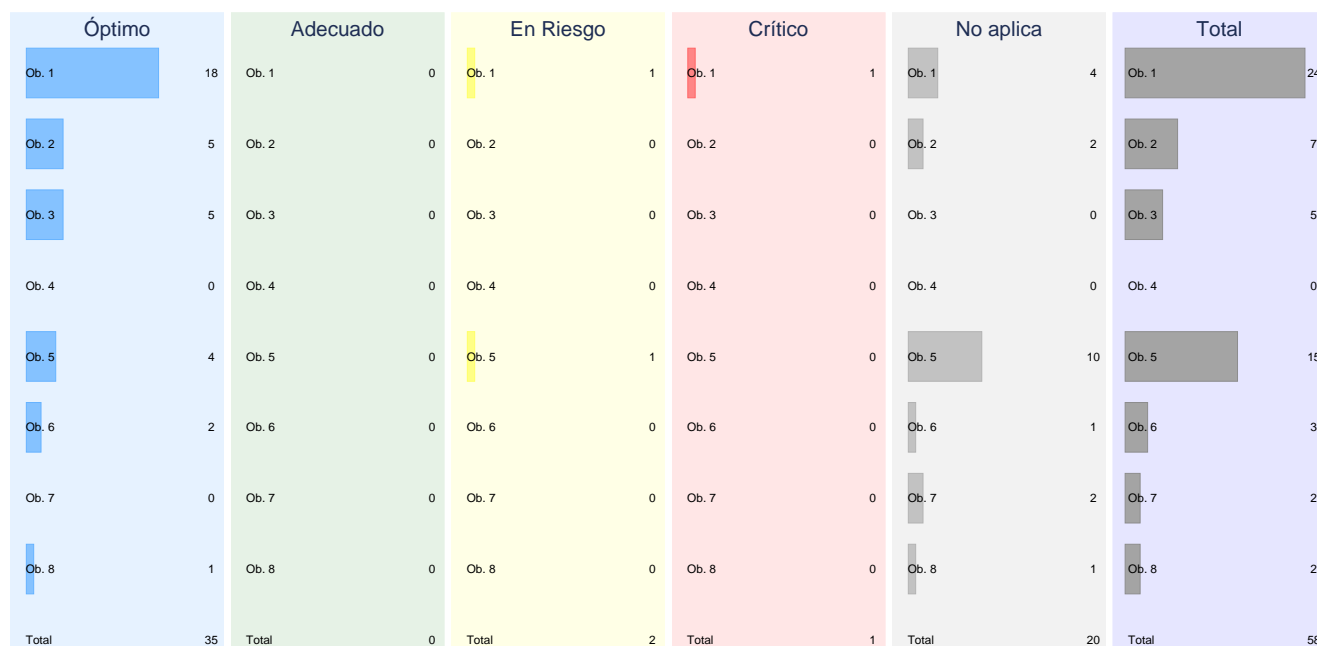 Óptimo Adecuado En Riesgo Crítico No aplica Total
Ob. 1 18 Ob. 1 0 Ob. 1 1 Ob. 1 1 Ob. 1 4 Ob. 1 24
Ob. 2 5 Ob. 2 0 Ob. 2 0 Ob. 2 0 Ob. 2 2 Ob. 2 7
Ob. 3 5 Ob. 3 0 Ob. 3 0 Ob. 3 0 Ob. 3 0 Ob. 3 5
Ob. 4 0 Ob. 4 0 Ob. 4 0 Ob. 4 0 Ob. 4 0 Ob. 4 0
Ob. 5 4 Ob. 5 0 Ob. 5 1 Ob. 5 0 Ob. 5 10 Ob. 5 15
Ob. 6 2 Ob. 6 0 Ob. 6 0 Ob. 6 0 Ob. 6 1 Ob. 6 3
Ob. 7 0 Ob. 7 0 Ob. 7 0 Ob. 7 0 Ob. 7 2 Ob. 7 2
Ob. 8 1 Ob. 8 0 Ob. 8 0 Ob. 8 0 Ob. 8 1 Ob. 8 2
Total 35 Total 0 Total 2 Total 1 Total 20 Total 58